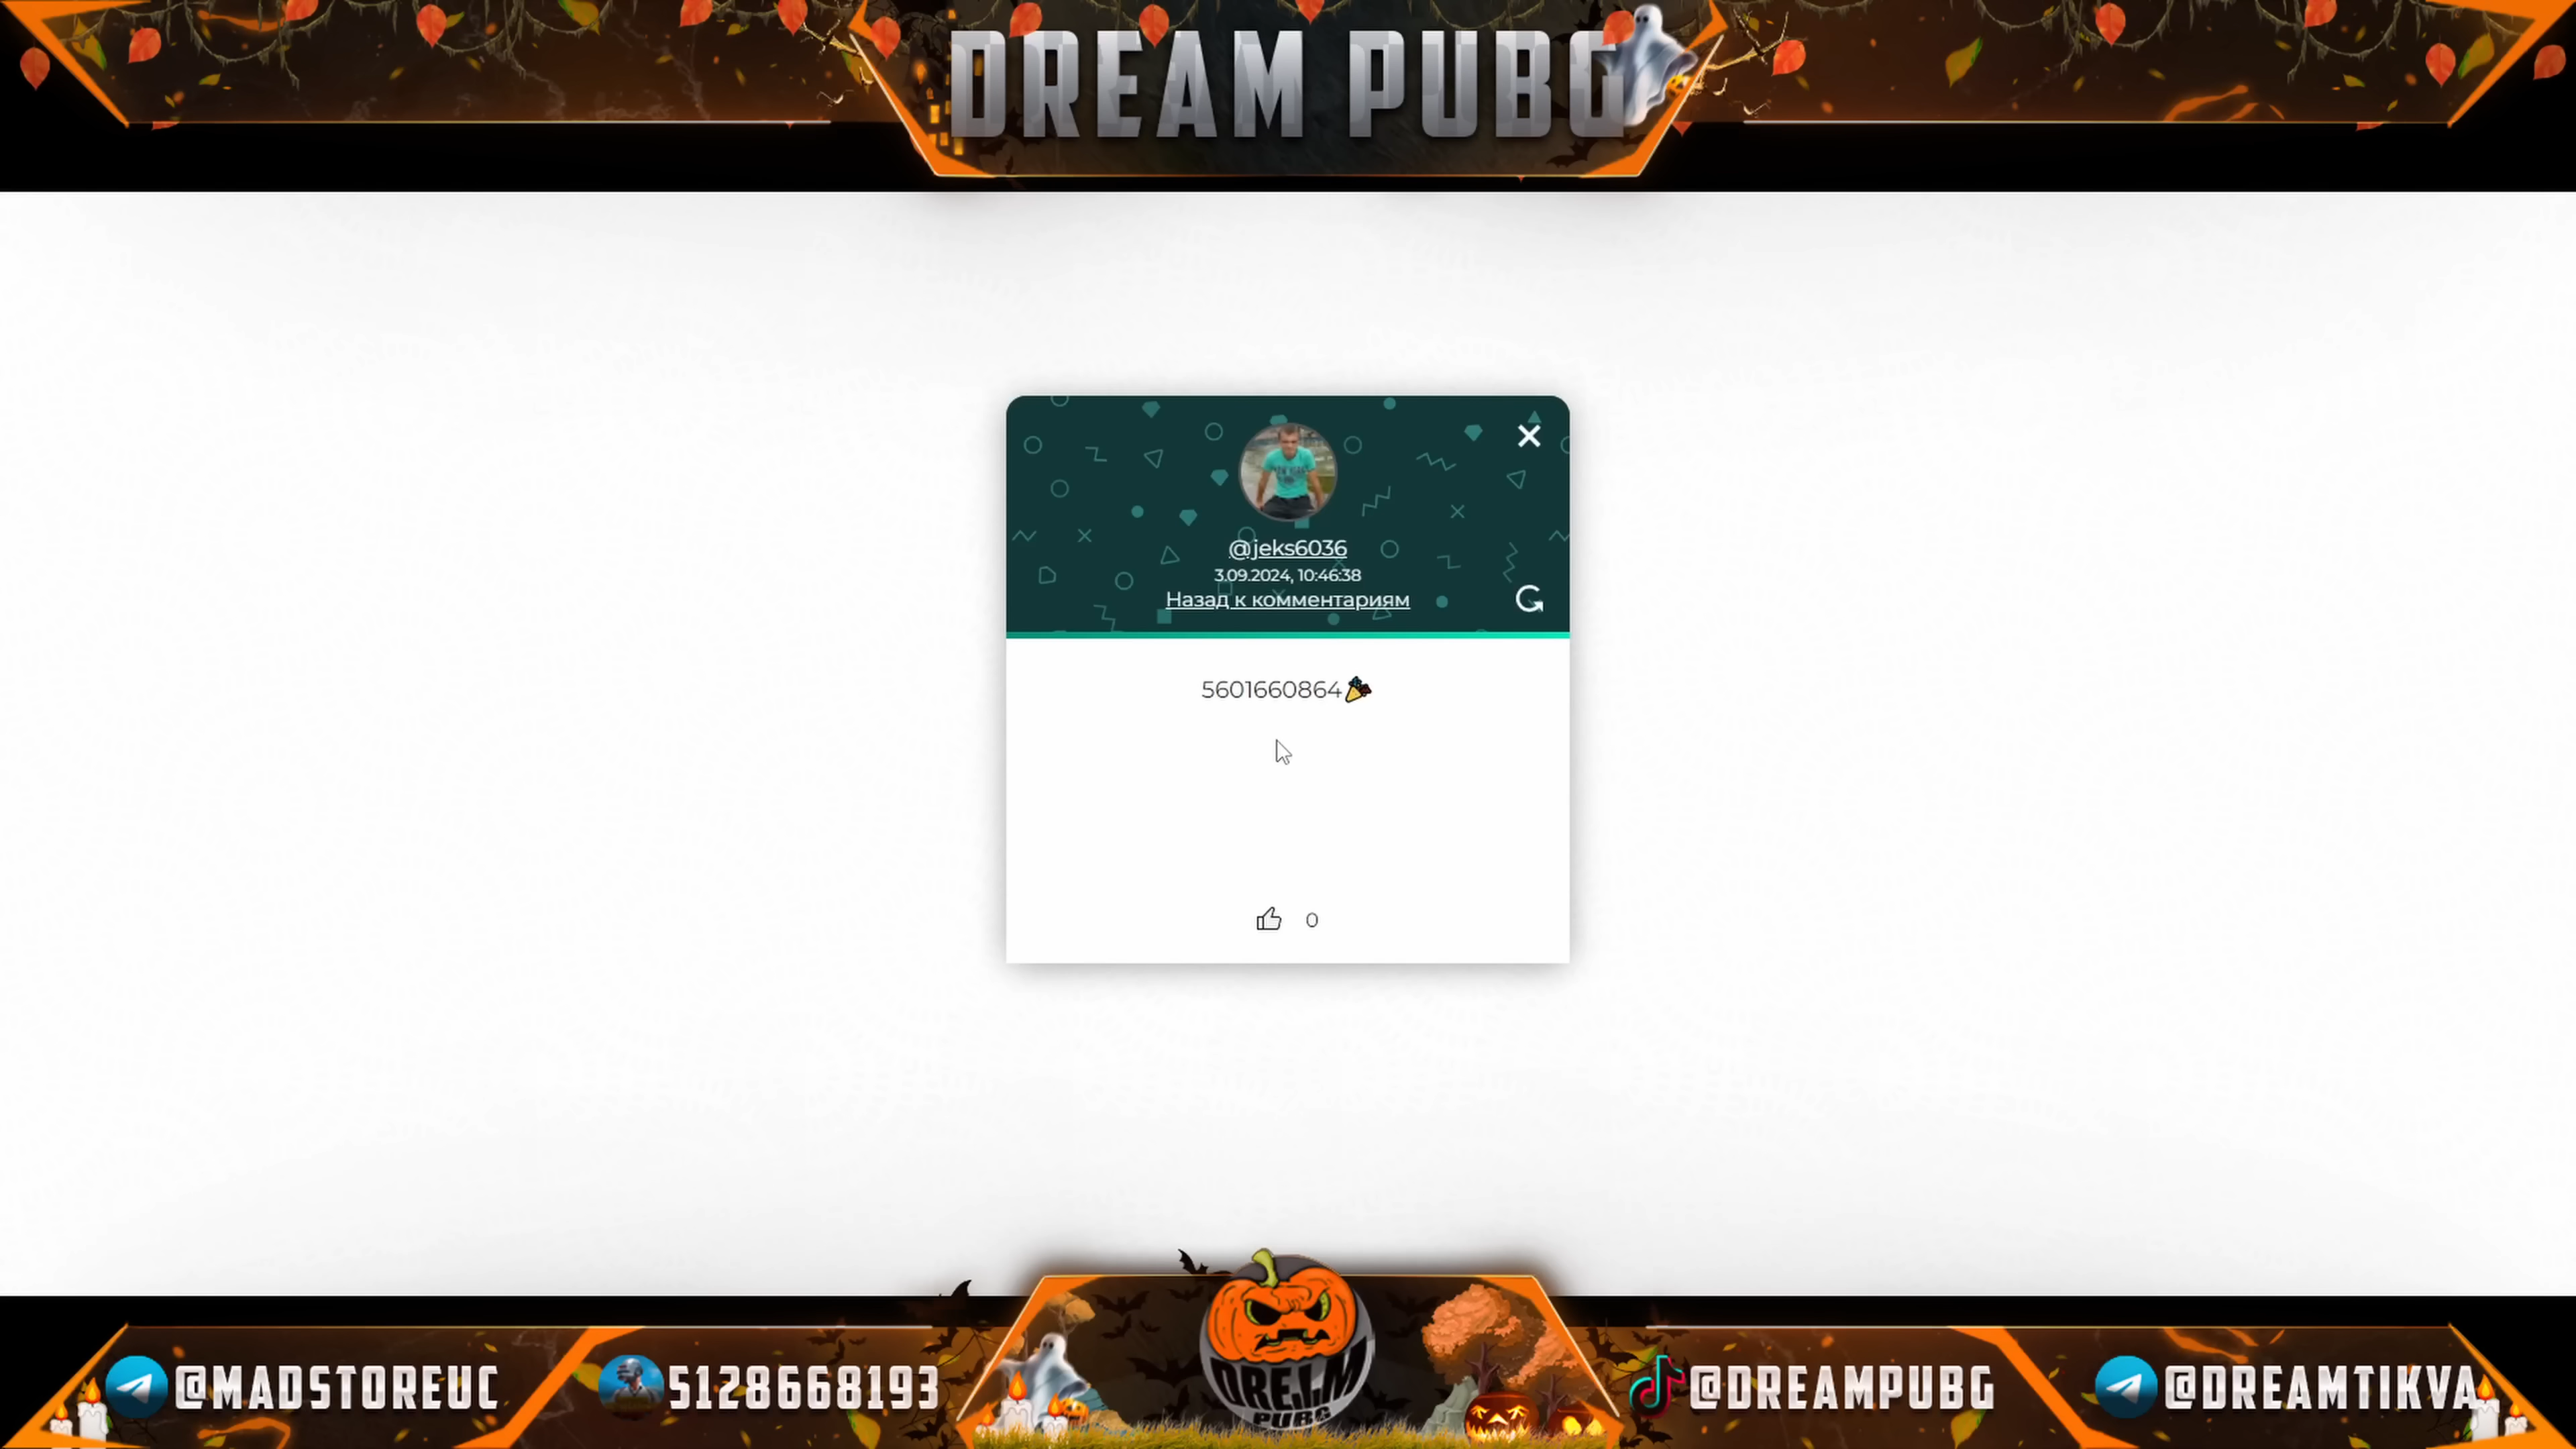 DREAM PUBG
@jeks6036
3.09.2024, 10:46:38
Назад к комментариям
5601660864🎉
0
@MADSTOREUC
5128668193
DREAM
PUBG
@DREAMPUBG
@DREAMTIKVA